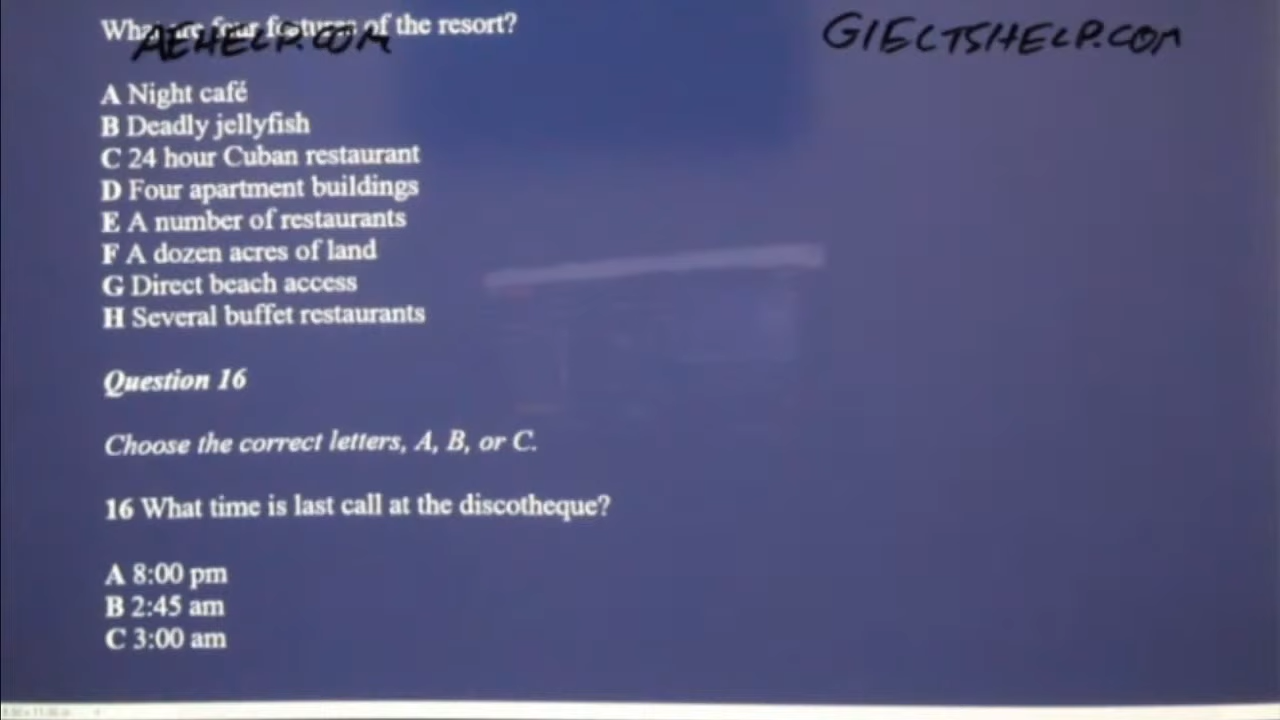 What are four features of the resort?
AEHELP.COM
GIELTSHELP.COM
A Night café
B Deadly jellyfish
C 24 hour Cuban restaurant
D Four apartment buildings
E A number of restaurants
F A dozen acres of land
G Direct beach access
H Several buffet restaurants
Question 16
Choose the correct letters, A, B, or C.
16 What time is last call at the discotheque?
A 8:00 pm
B 2:45 am
C 3:00 am